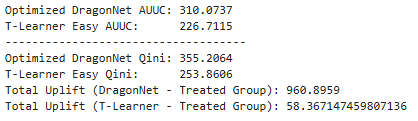 Optimized DragonNet AUUC: 310.0737
T-Learner Easy AUUC:      226.7115
-----------------------------------
Optimized DragonNet Qini: 355.2064
T-Learner Easy Qini:      253.8606
Total Uplift (DragonNet - Treated Group): 960.8959
Total Uplift (T-Learner - Treated Group): 58.367147459807136